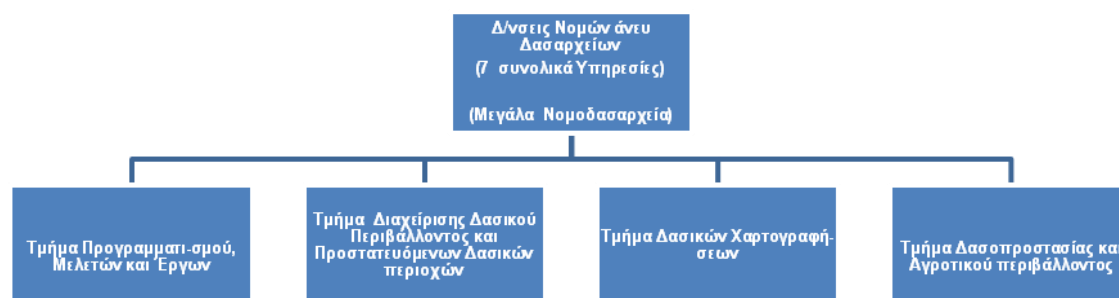 Δ/νσεις Νομών άνευ
Δασαρχείων
(7 συνολικά Υπηρεσίες)
(Μεγάλα Νομοδασαρχεία)
Τμήμα Προγραμματι-σμού,
Μελετών και Έργων
Τμήμα Διαχείρισης Δασικού
Περιβάλλοντος και
Προστατευόμενων Δασικών
περιοχών
Τμήμα Δασικών Χαρτογραφή-
σεων
Τμήμα Δασοπροστασίας και
Αγροτικού περιβάλλοντος